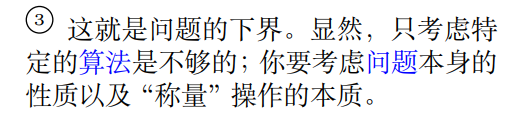 ③ 这就是问题的下界。显然，只考虑特
定的算法是不够的；你要考虑问题本身的
性质以及“称量”操作的本质。